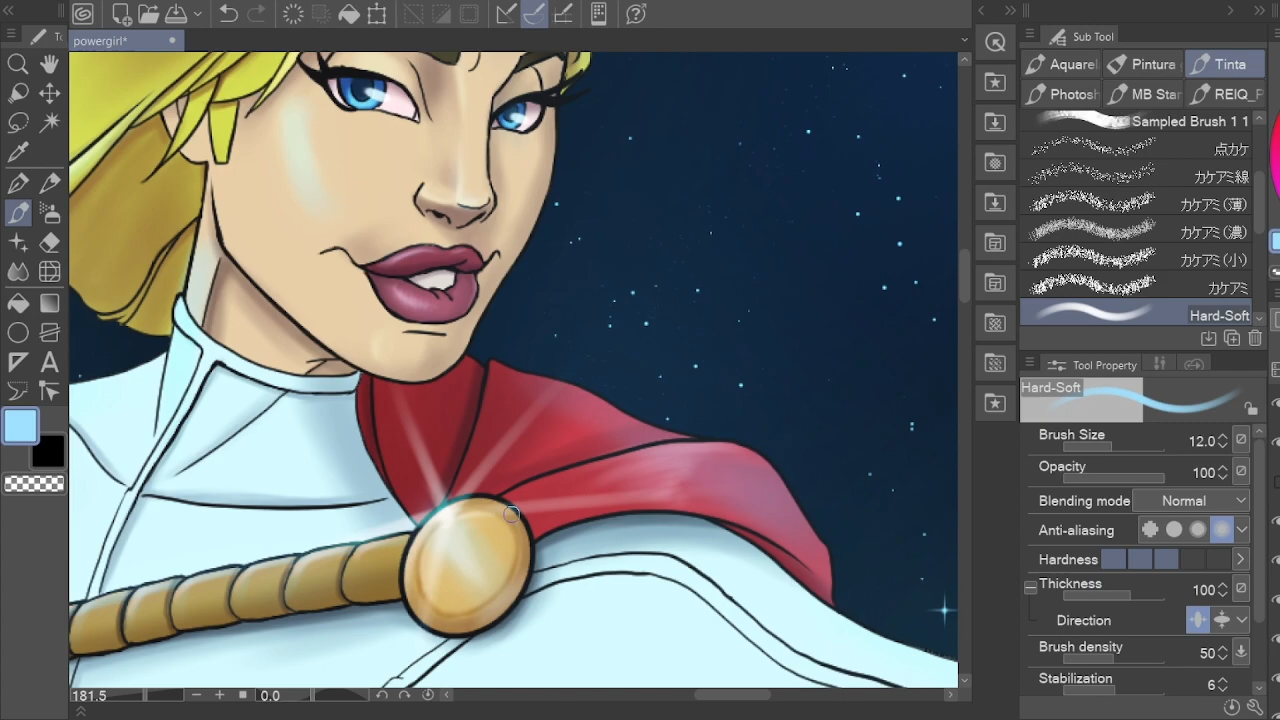 To
Sub Tool
powergirl*
Aquarel
Pintura
Tinta
Photosh
MB Star
REIQ_P
Sampled Brush 1 1
点カケ
カケアミ線
カケアミ(薄)
カケアミ(濃)
カケアミ(小)
カケアミ
Hard-Soft
Tool Property
Hard-Soft
Brush Size 12.0
Opacity 100
Blending mode Normal
Anti-aliasing
Hardness
Thickness 100
Direction
Brush density 50
Stabilization 6
181.5
0.0